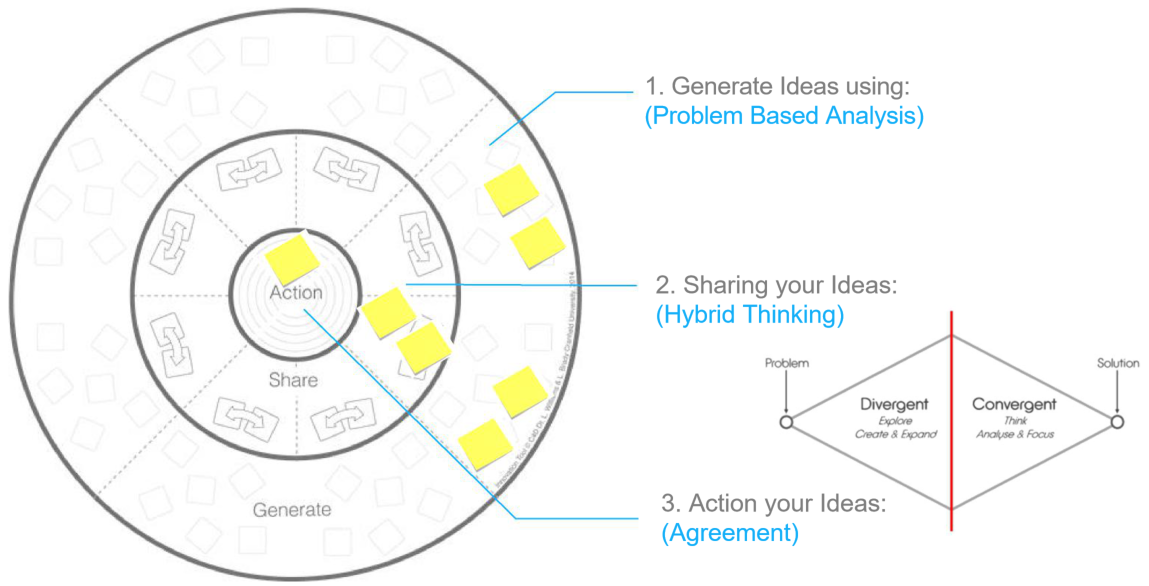 1. Generate Ideas using:
(Problem Based Analysis)
2. Sharing your Ideas:
(Hybrid Thinking)
3. Action your Ideas:
(Agreement)
Action
Share
Generate
Innovation Tool © CaD Dr. L. Williams & L. Brady Cranfield University, 2014
Problem
Solution
Divergent
Explore
Create & Expand
Convergent
Think
Analyse & Focus